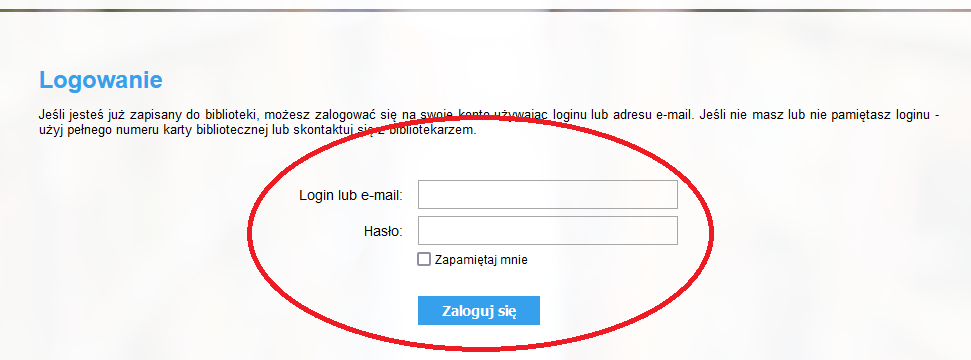 Logowanie
Jeśli jesteś już zapisany do biblioteki, możesz zalogować się na swoje konto używając loginu lub adresu e-mail. Jeśli nie masz lub nie pamiętasz loginu -
użyj pełnego numeru karty bibliotecznej lub skontaktuj się z bibliotekarzem.
Login lub e-mail:
Hasło:
Zapamiętaj mnie
Zaloguj się